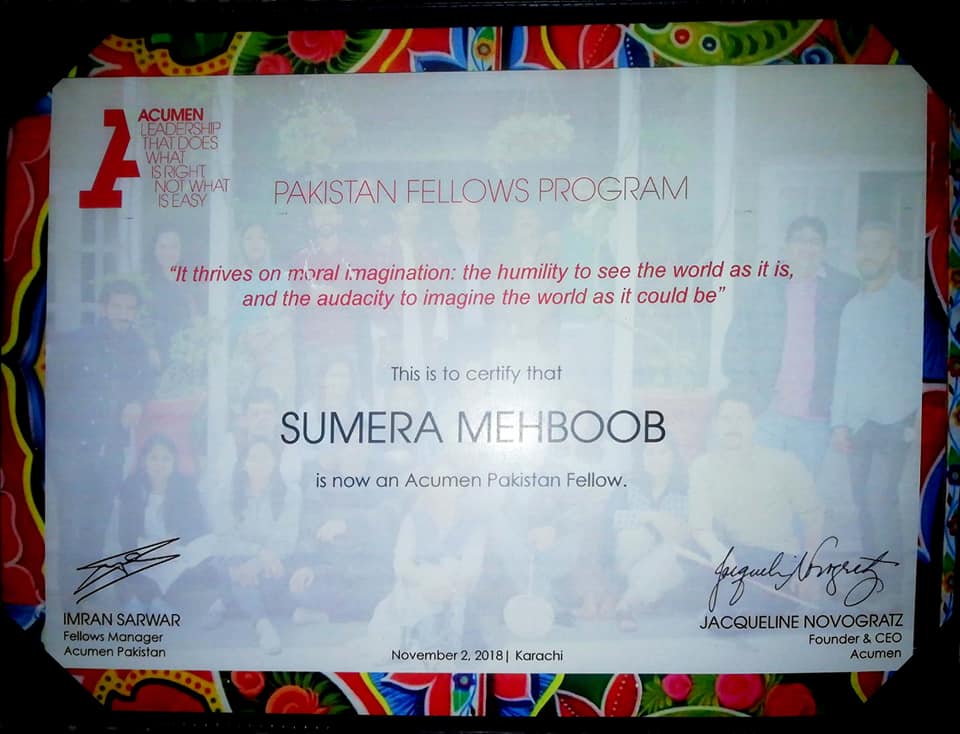 ACUMEN
LEADERSHIP
THAT DOES
WHAT
IS RIGHT
NOT WHAT
IS EASY
PAKISTAN FELLOWS PROGRAM
“It thrives on moral imagination: the humility to see the world as it is,
and the audacity to imagine the world as it could be”
This is to certify that
SUMERA MEHBOOB
is now an Acumen Pakistan Fellow.
Jacqueline Novogratz
IMRAN SARWAR
Fellows Manager
Acumen Pakistan
JACQUELINE NOVOGRATZ
Founder & CEO
Acumen
November 2, 2018| Karachi